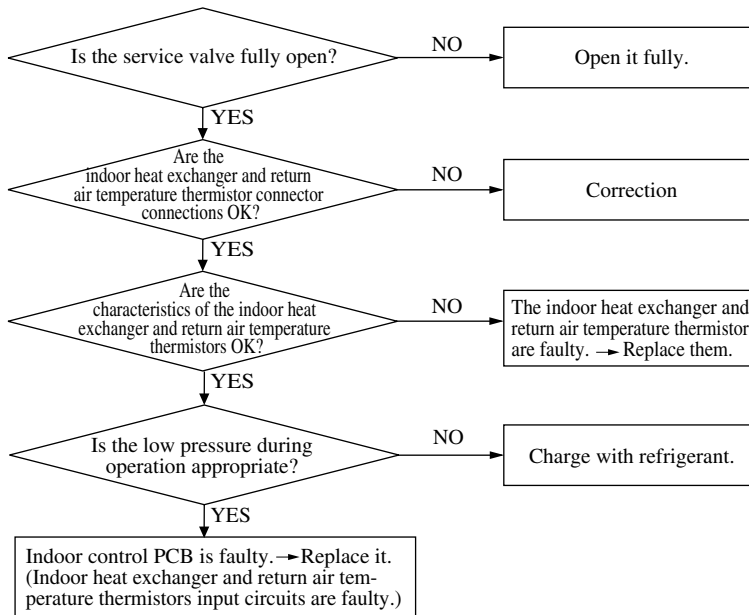 Is the service valve fully open?
NO
Open it fully.
YES
Are the
indoor heat exchanger and return
air temperature thermistor connector
connections OK?
NO
Correction
YES
Are the
characteristics of the indoor heat
exchanger and return air temperature
thermistors OK?
NO
The indoor heat exchanger and
return air temperature thermistor
are faulty. → Replace them.
YES
Is the low pressure during
operation appropriate?
NO
Charge with refrigerant.
YES
Indoor control PCB is faulty.→Replace it.
(Indoor heat exchanger and return air tem-
perature thermistors input circuits are faulty.)